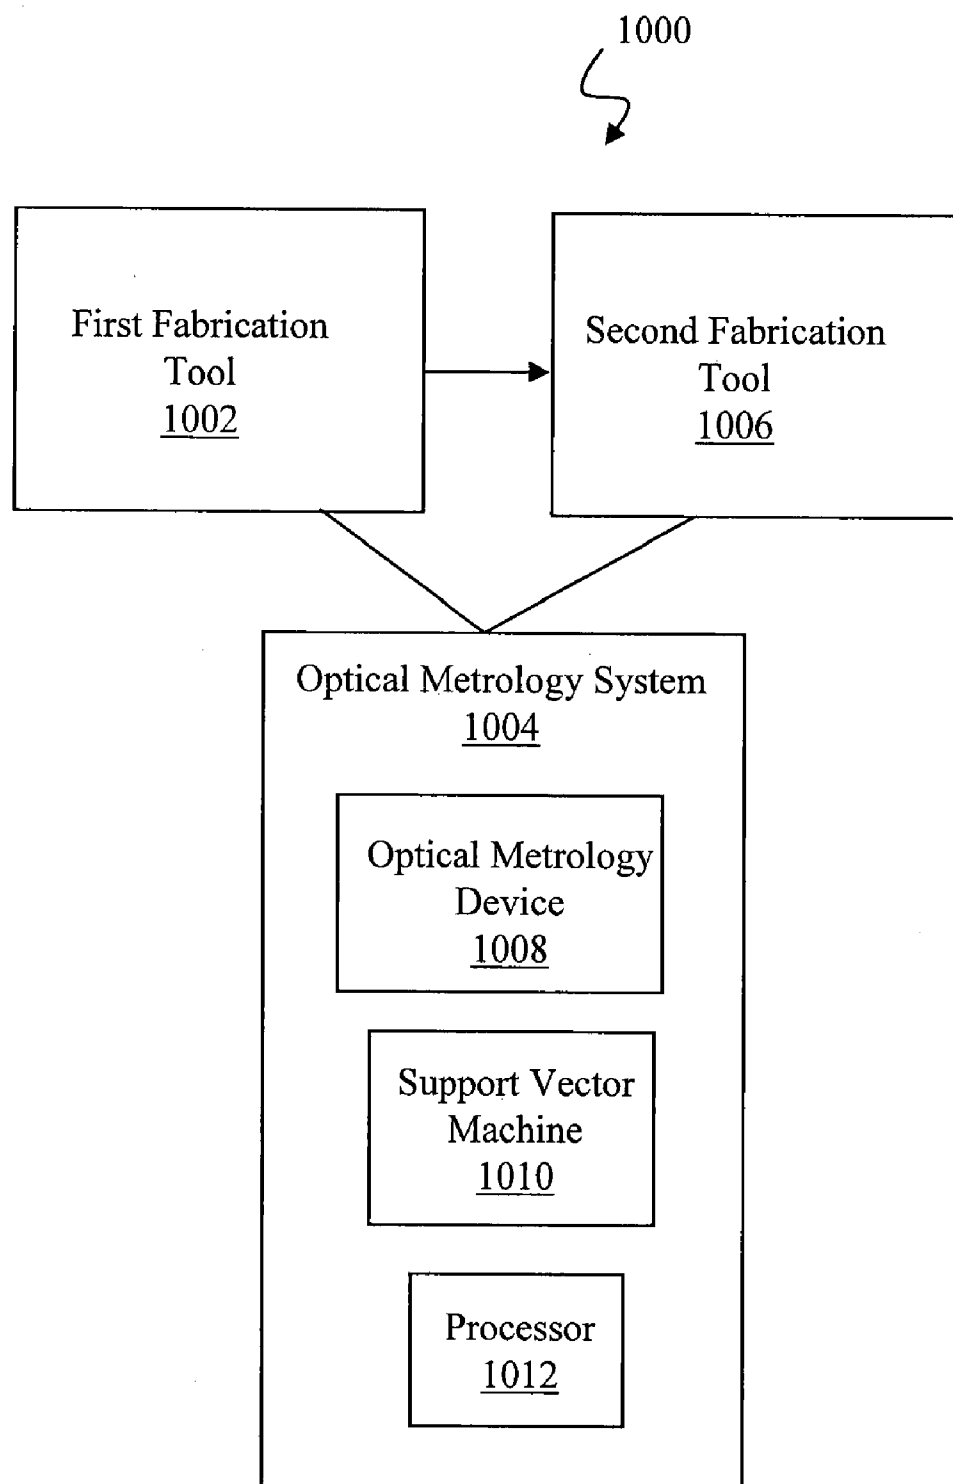 1000
First Fabrication
Tool
1002
Second Fabrication
Tool
1006
Optical Metrology System
1004
Optical Metrology
Device
1008
Support Vector
Machine
1010
Processor
1012